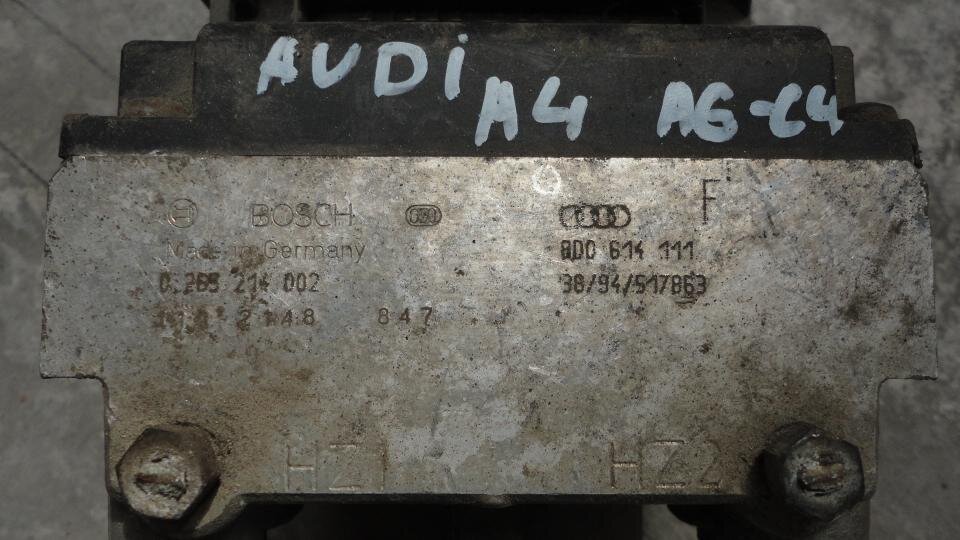 AUDi
A4 A6-C4
F
BOSCH
Made in Germany
8D0 614 111
0 265 214 002
38/94/517863
2148 847
HZ1 HZ2